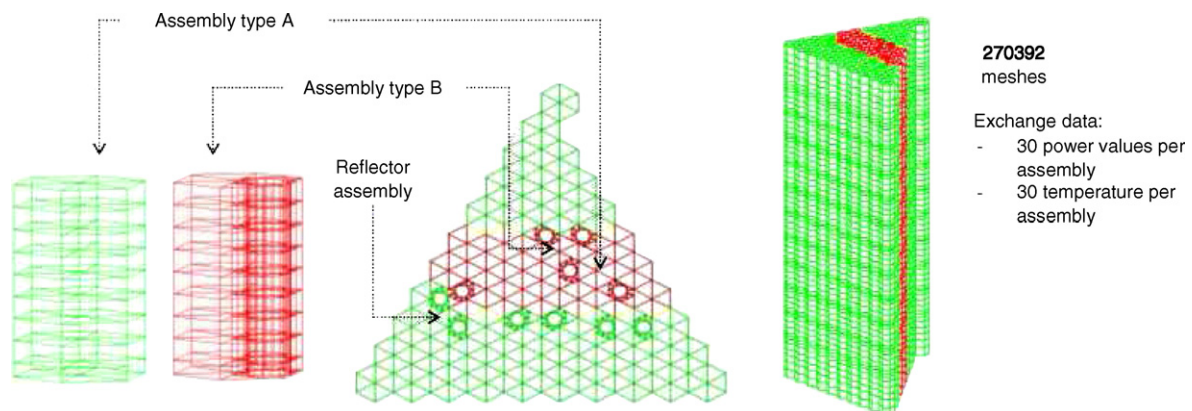 Assembly type A
Assembly type B
Reflector
assembly
270392
meshes
Exchange data:
- 30 power values per
assembly
- 30 temperature per
assembly